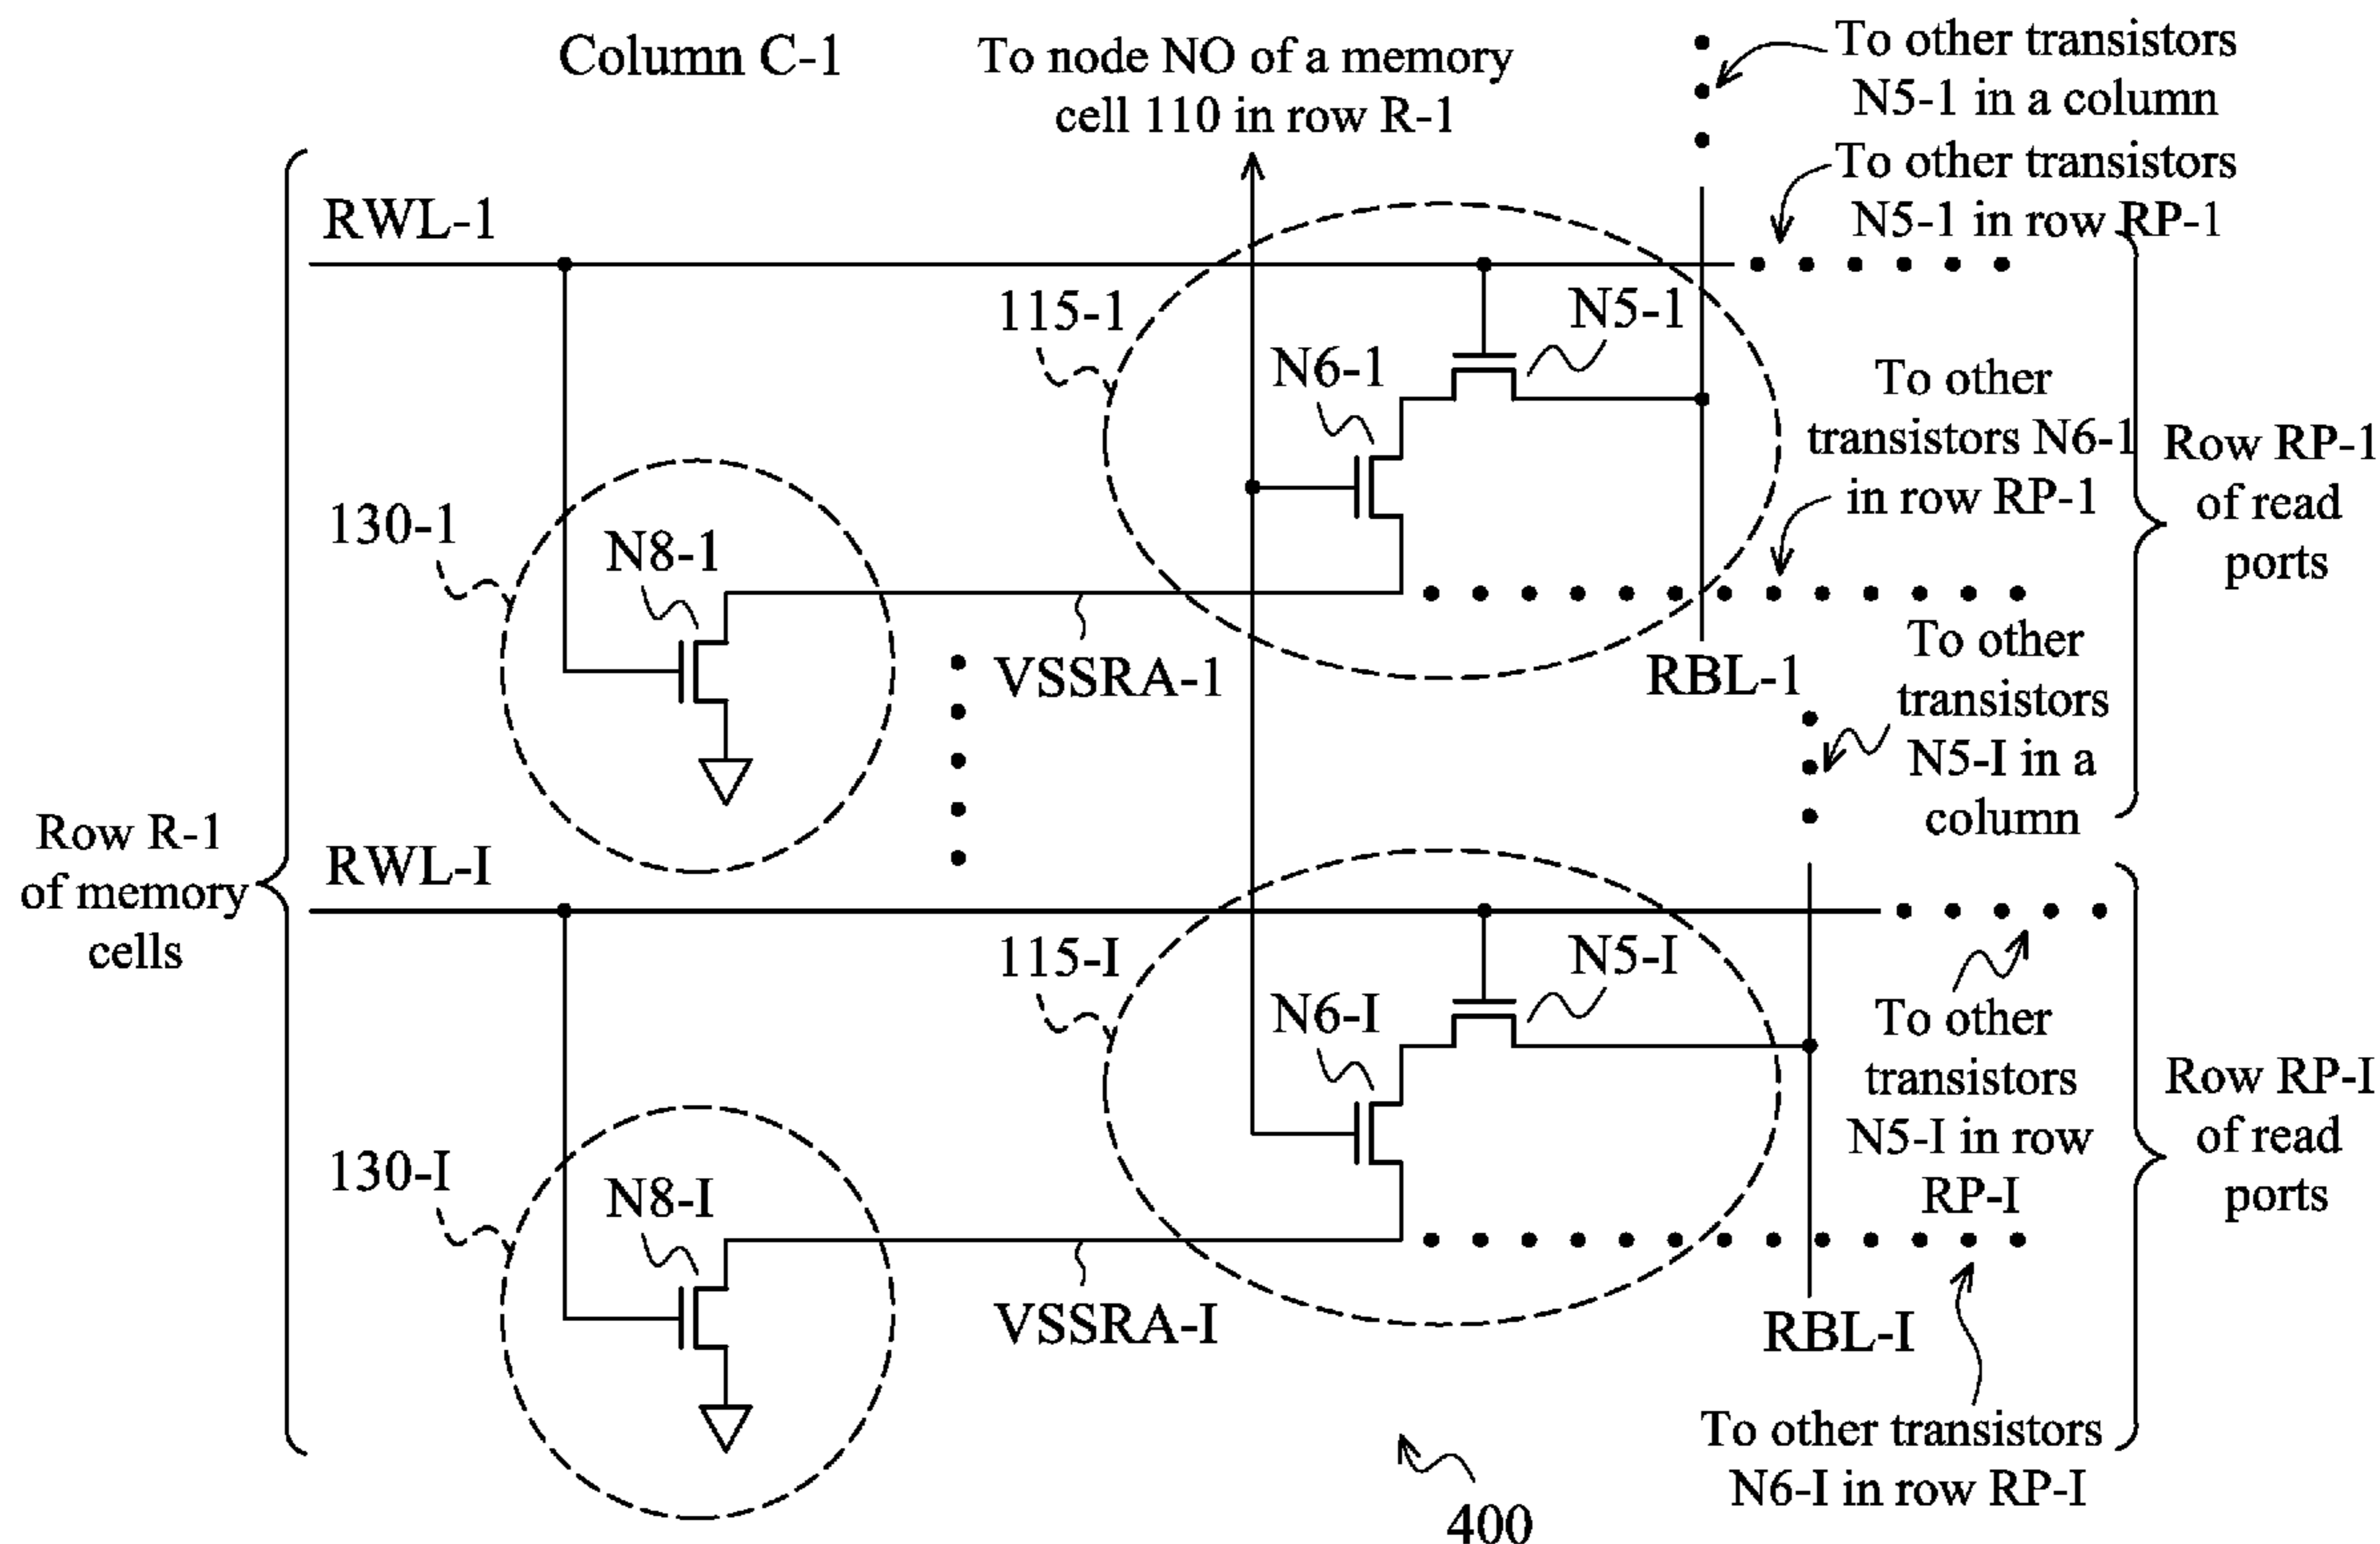 Column C-1
To node NO of a memory
cell 110 in row R-1
To other transistors
N5-1 in a column
To other transistors
N5-1 in row RP-1
RWL-1
115-1
N5-1
N6-1
To other
transistors N6-1
in row RP-1
Row RP-1
of read
ports
130-1
N8-1
VSSRA-1
RBL-1
To other
transistors
N5-I in a
column
Row R-1
of memory
cells
RWL-I
115-I
N5-I
N6-I
To other
transistors
N5-I in row
RP-I
Row RP-I
of read
ports
130-I
N8-I
VSSRA-I
RBL-I
To other transistors
N6-I in row RP-I
400